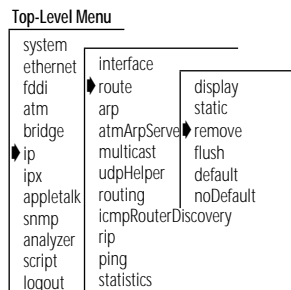 Top-Level Menu
system
ethernet
fddi
atm
bridge
ip
ipx
appletalk
snmp
analyzer
script
logout
interface
route
arp
atmArpServe
multicast
udpHelper
routing
icmpRouterDiscovery
rip
ping
statistics
display
static
remove
flush
default
noDefault